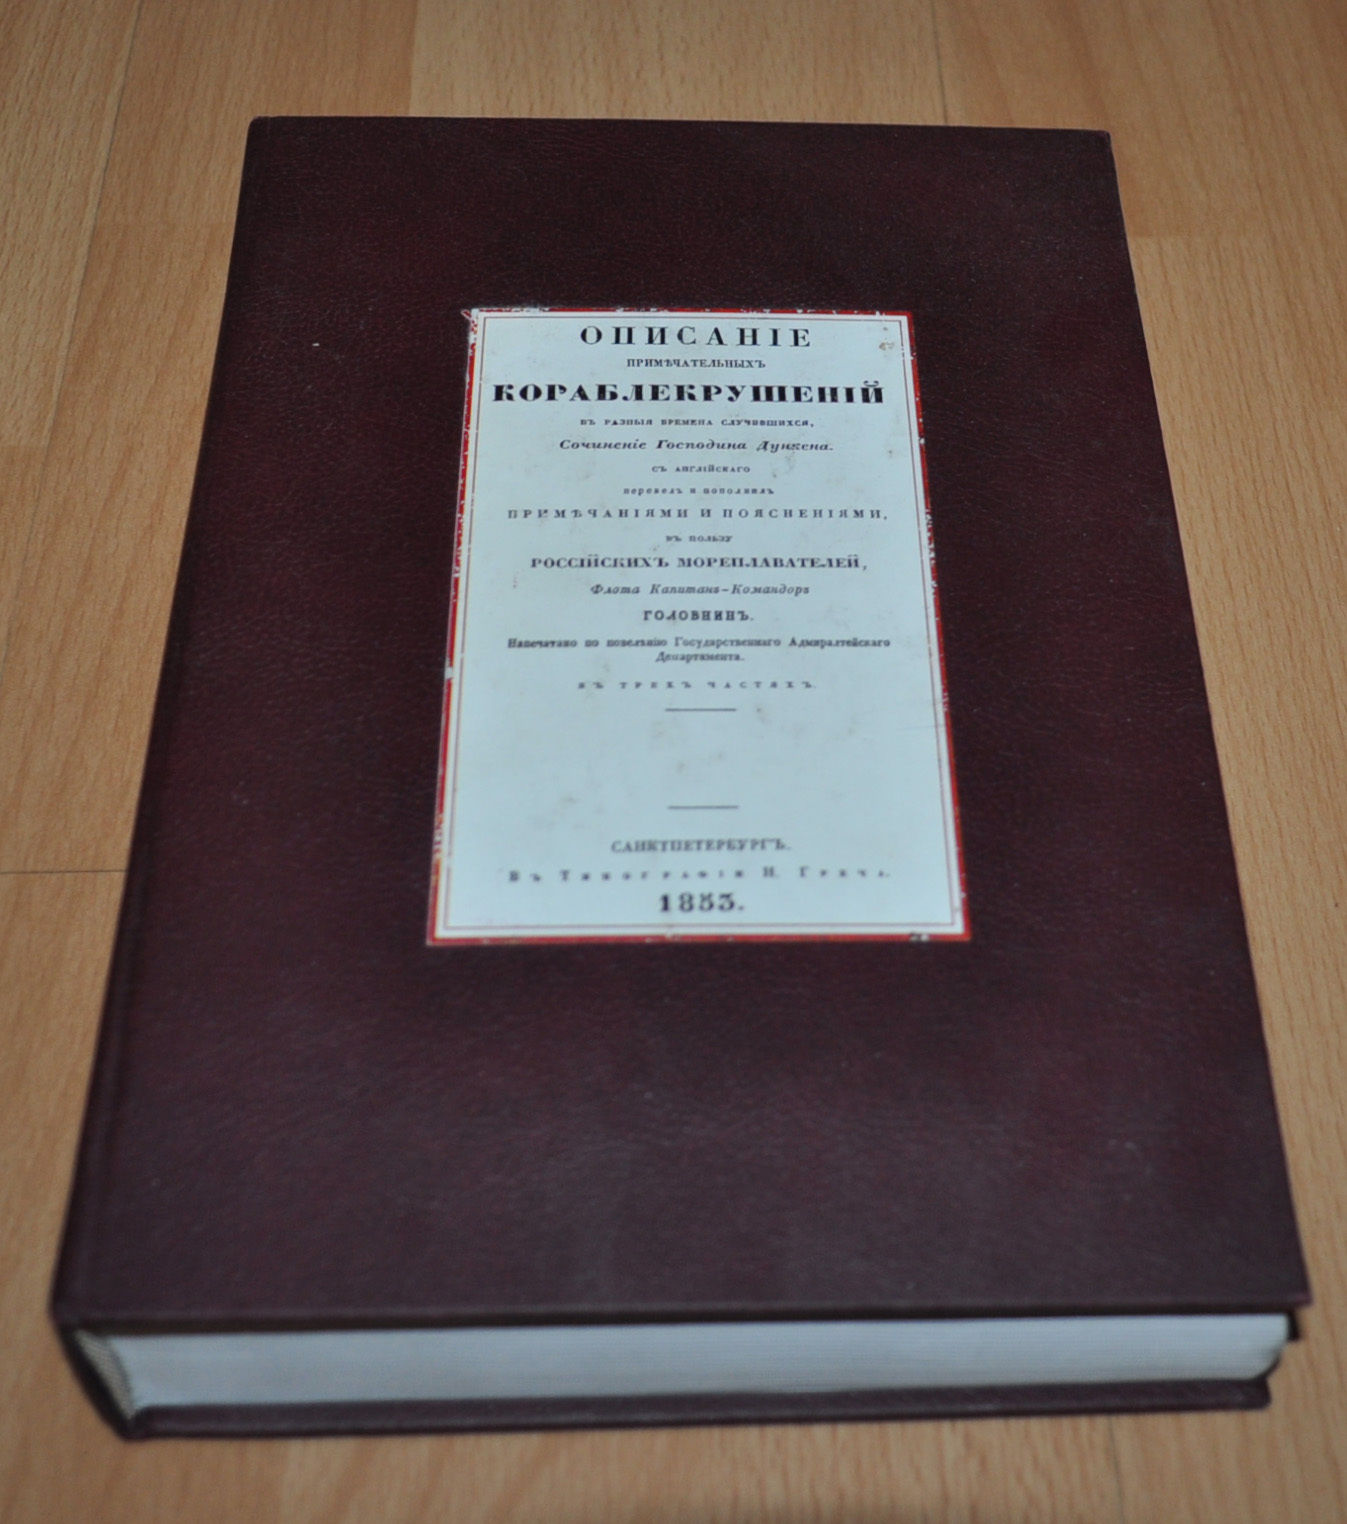 ОПИСАНІЕ
ПРИМѢЧАТЕЛЬНЫХЪ
КОРАБЛЕКРУШЕНІЙ
ВЪ РАЗНЫЯ ВРЕМЕНА СЛУЧИВШИХСЯ,
Сочиненіе Господина Дункена.
СЪ АНГЛІЙСКАГО
перевелъ и пополнилъ
ПРИМѢЧАНІЯМИ И ПОЯСНЕНІЯМИ,
ВЪ ПОЛЬЗУ
РОССІЙСКИХЪ МОРЕПЛАВАТЕЛЕЙ,
Флота Капитанъ-Командоръ
ГОЛОВНИНЪ.
Напечатано по повелѣнію Государственнаго Адмиралтейскаго
Департамента.
ВЪ ТРЕХЪ ЧАСТЯХЪ.
САНКТПЕТЕРБУРГЪ.
Въ Типографіи Н. Греча.
1853.